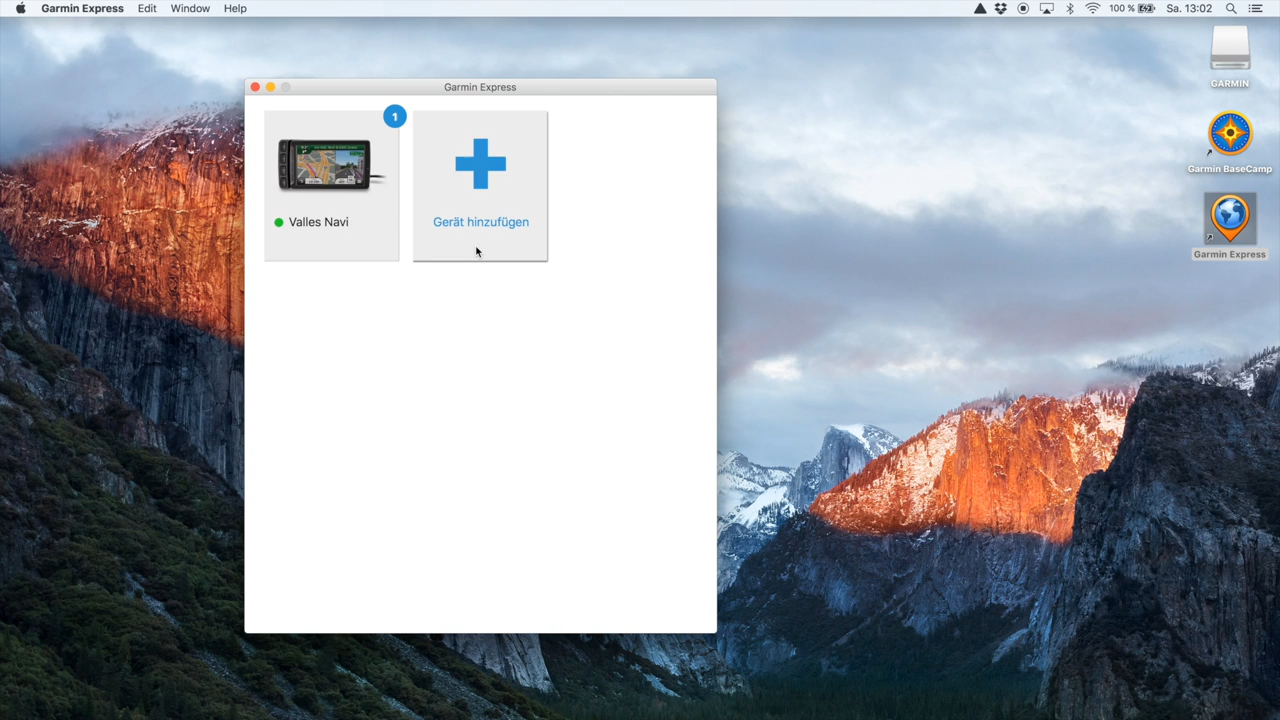 Garmin Express Edit Window Help 100 % Sa. 13:02
GARMIN
Garmin BaseCamp
Garmin Express
Garmin Express
1
Valles Navi
Gerät hinzufügen